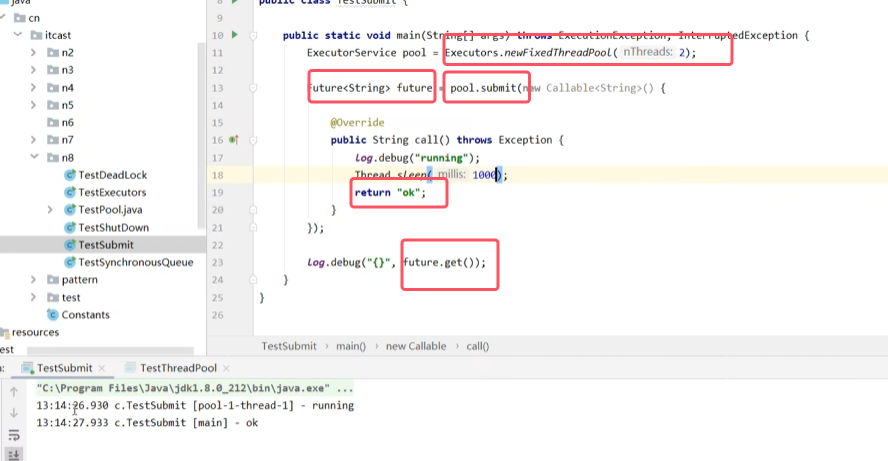 java
cn
itcast
n2
n3
n4
n5
n6
n7
n8
TestDeadLock
TestExecutors
TestPool.java
TestShutDown
TestSubmit
TestSynchronousQueue
pattern
test
Constants
resources
est
8 public class TestSubmit {
9
10 public static void main(String[] args) throws ExecutionException, InterruptedException {
11 ExecutorService pool = Executors.newFixedThreadPool( nThreads: 2);
12
13 Future<String> future = pool.submit(new Callable<String>() {
14
15 @Override
16 public String call() throws Exception {
17 log.debug("running");
18 Thread.sleep( millis: 1000);
19 return "ok";
20 }
21 });
22
23 log.debug("{}", future.get());
24 }
25 }
26
TestSubmit › main() › new Callable › call()
TestSubmit × TestThreadPool ×
"C:\Program Files\Java\jdk1.8.0_212\bin\java.exe" ...
13:14:26.930 c.TestSubmit [pool-1-thread-1] - running
13:14:27.933 c.TestSubmit [main] - ok